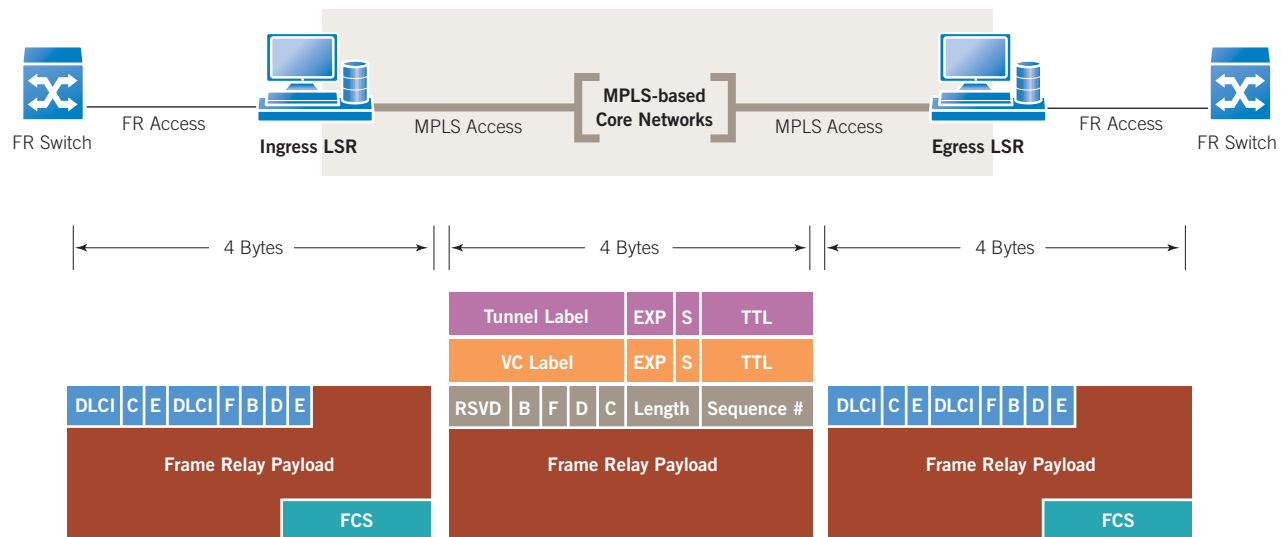 MPLS-based
Core Networks
FR Access
MPLS Access
MPLS Access
FR Access
FR Switch
Ingress LSR
Egress LSR
FR Switch
4 Bytes
4 Bytes
4 Bytes
Tunnel Label EXP S TTL
VC Label EXP S TTL
DLCI C E DLCI F B D E
RSVD B F D C Length Sequence #
DLCI C E DLCI F B D E
Frame Relay Payload
Frame Relay Payload
Frame Relay Payload
FCS
FCS